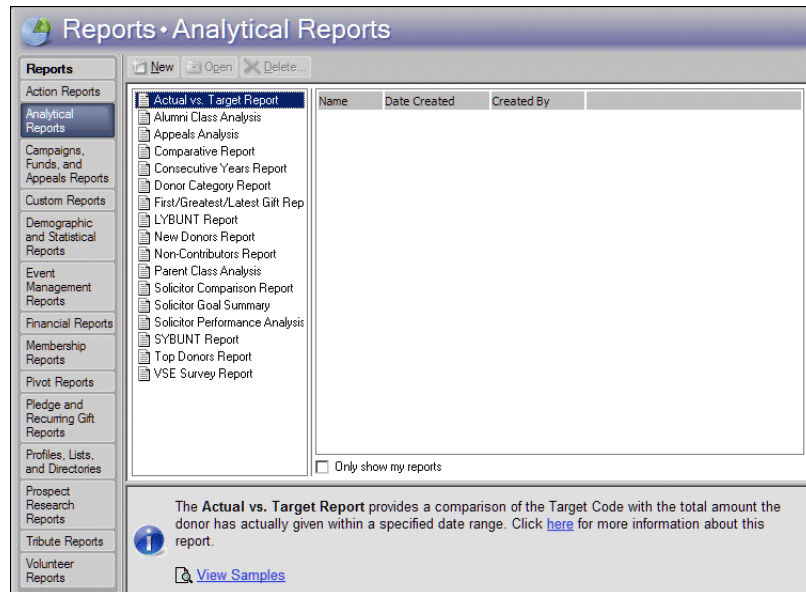 Reports • Analytical Reports
Reports
New Open Delete...
Action Reports
Analytical
Reports
Campaigns,
Funds, and
Appeals Reports
Custom Reports
Demographic
and Statistical
Reports
Event
Management
Reports
Financial Reports
Membership
Reports
Pivot Reports
Pledge and
Recurring Gift
Reports
Profiles, Lists,
and Directories
Prospect
Research
Reports
Tribute Reports
Volunteer
Reports
Actual vs. Target Report
Alumni Class Analysis
Appeals Analysis
Comparative Report
Consecutive Years Report
Donor Category Report
First/Greatest/Latest Gift Rep
LYBUNT Report
New Donors Report
Non-Contributors Report
Parent Class Analysis
Solicitor Comparison Report
Solicitor Goal Summary
Solicitor Performance Analysis
SYBUNT Report
Top Donors Report
VSE Survey Report
Name Date Created Created By
Only show my reports
The Actual vs. Target Report provides a comparison of the Target Code with the total amount the
donor has actually given within a specified date range. Click here for more information about this
report.
View Samples